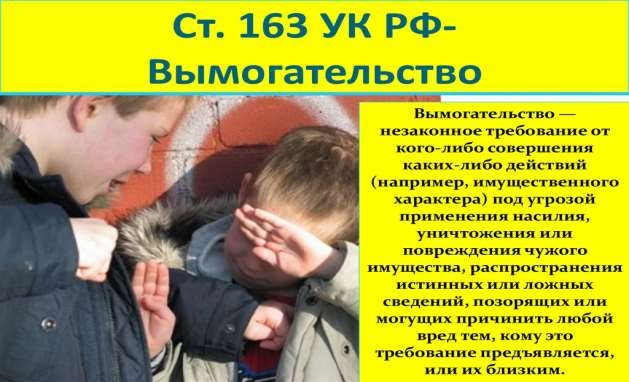 Ст. 163 УК РФ-
Вымогательство
Вымогательство —
незаконное требование от
кого-либо совершения
каких-либо действий
(например, имущественного
характера) под угрозой
применения насилия,
уничтожения или
повреждения чужого
имущества, распространения
истинных или ложных
сведений, позорящих или
могущих причинить любой
вред тем, кому это
требование предъявляется,
или их близким.